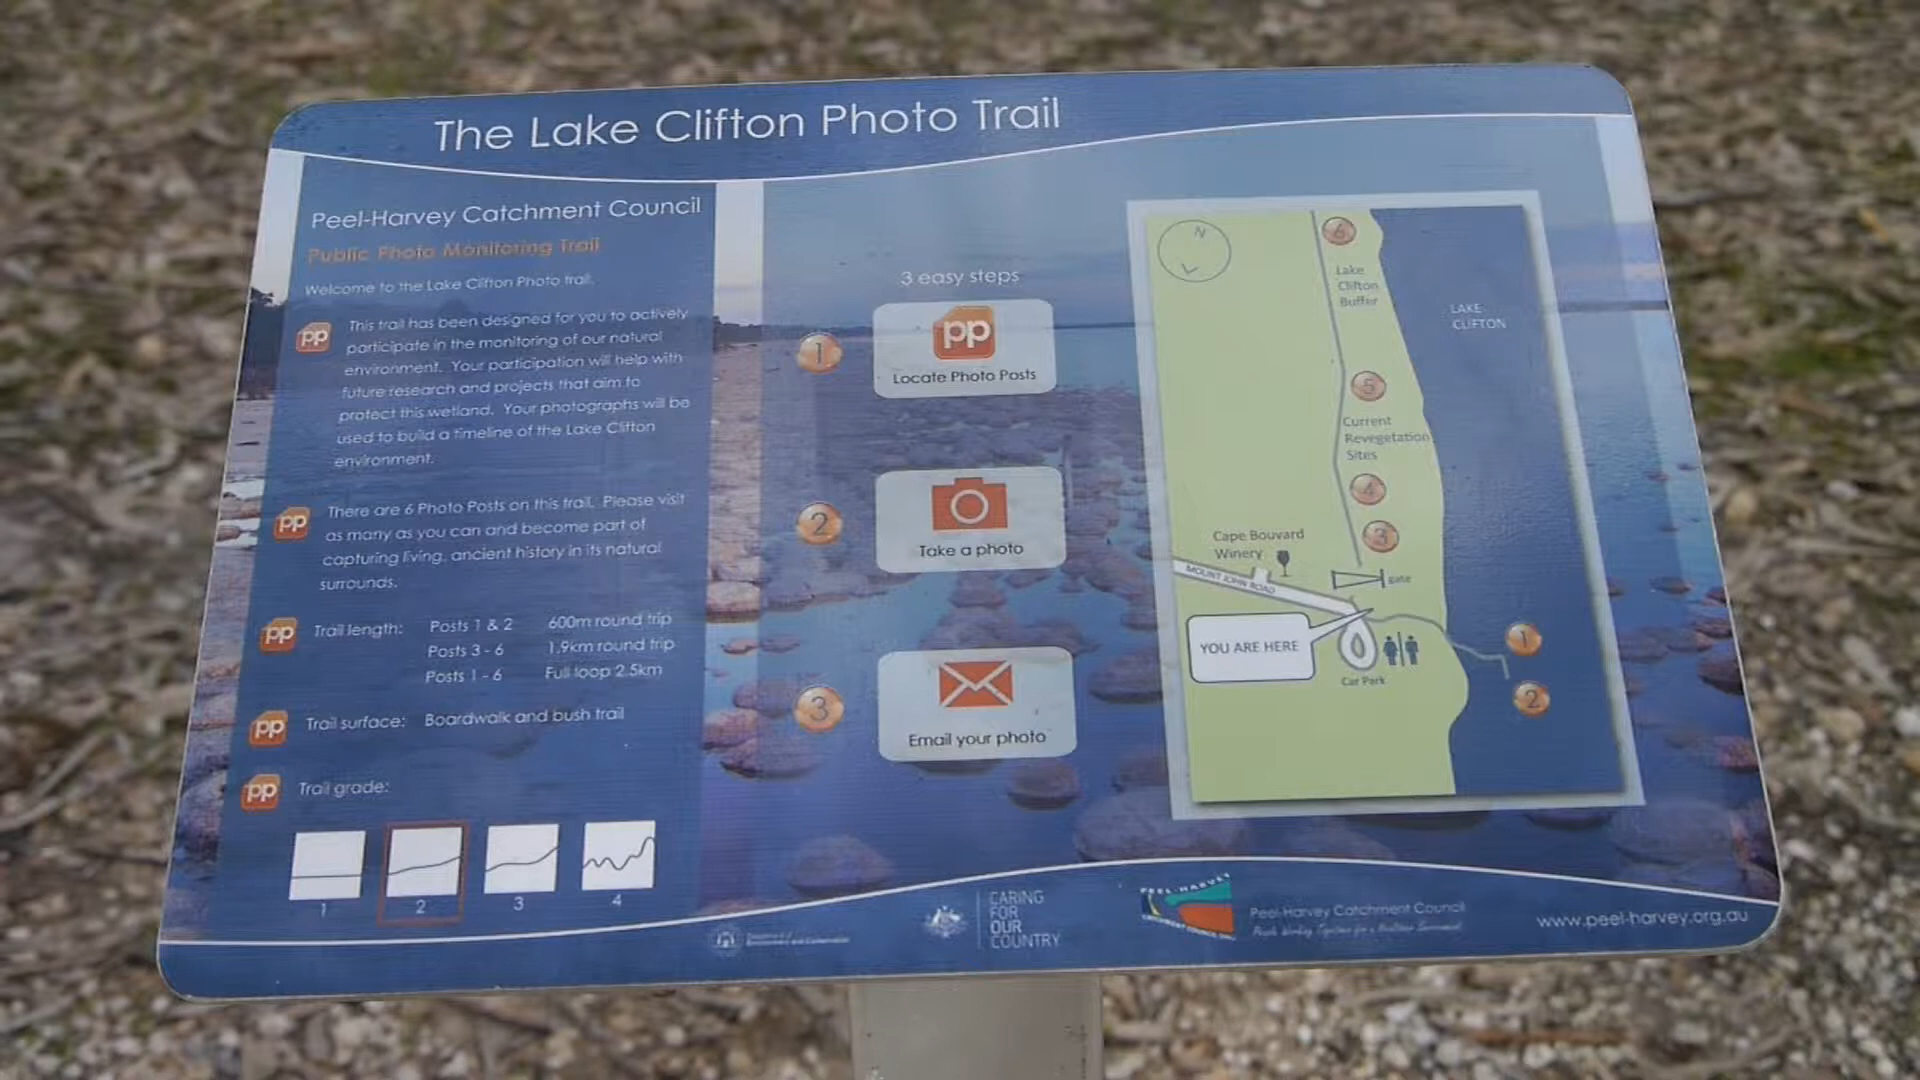 The Lake Clifton Photo Trail
Peel-Harvey Catchment Council
Public Photo Monitoring Trail
Welcome to the Lake Clifton Photo trail.
pp
This trail has been designed for you to actively
participate in the monitoring of our natural
environment. Your participation will help with
future research and projects that aim to
protect this wetland. Your photographs will be
used to build a timeline of the Lake Clifton
environment.
pp
There are 6 Photo Posts on this trail. Please visit
as many as you can and become part of
capturing living, ancient history in its natural
surrounds.
pp Trail length: Posts 1 & 2 600m round trip
Posts 3 - 6 1.9km round trip
Posts 1 - 6 Full loop 2.5km
pp Trail surface: Boardwalk and bush trail
pp Trail grade:
1 2 3 4
3 easy steps
1
pp
Locate Photo Posts
2
Take a photo
3
Email your photo
N
6
Lake
Clifton
Buffer
LAKE
CLIFTON
5
Current
Revegetation
Sites
4
3
Cape Bouvard
Winery
MOUNT JOHN ROAD
gate
YOU ARE HERE
Car Park
1
2
CARING
FOR
OUR
COUNTRY
PEEL-HARVEY
Peel-Harvey Catchment Council
www.peel-harvey.org.au